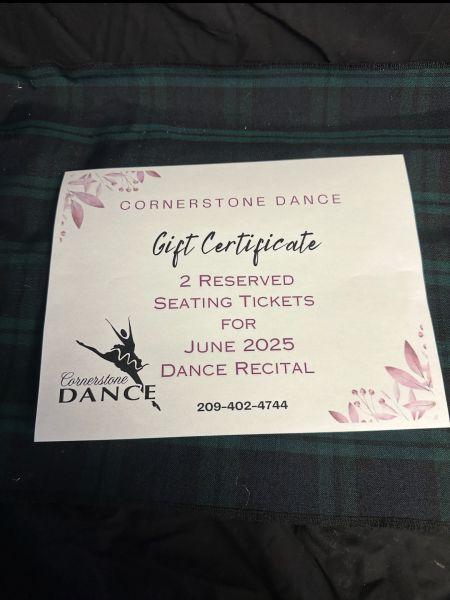 CORNERSTONE DANCE
Gift Certificate
2 RESERVED
SEATING TICKETS
FOR
JUNE 2025
DANCE RECITAL
Cornerstone
DANCE
209-402-4744